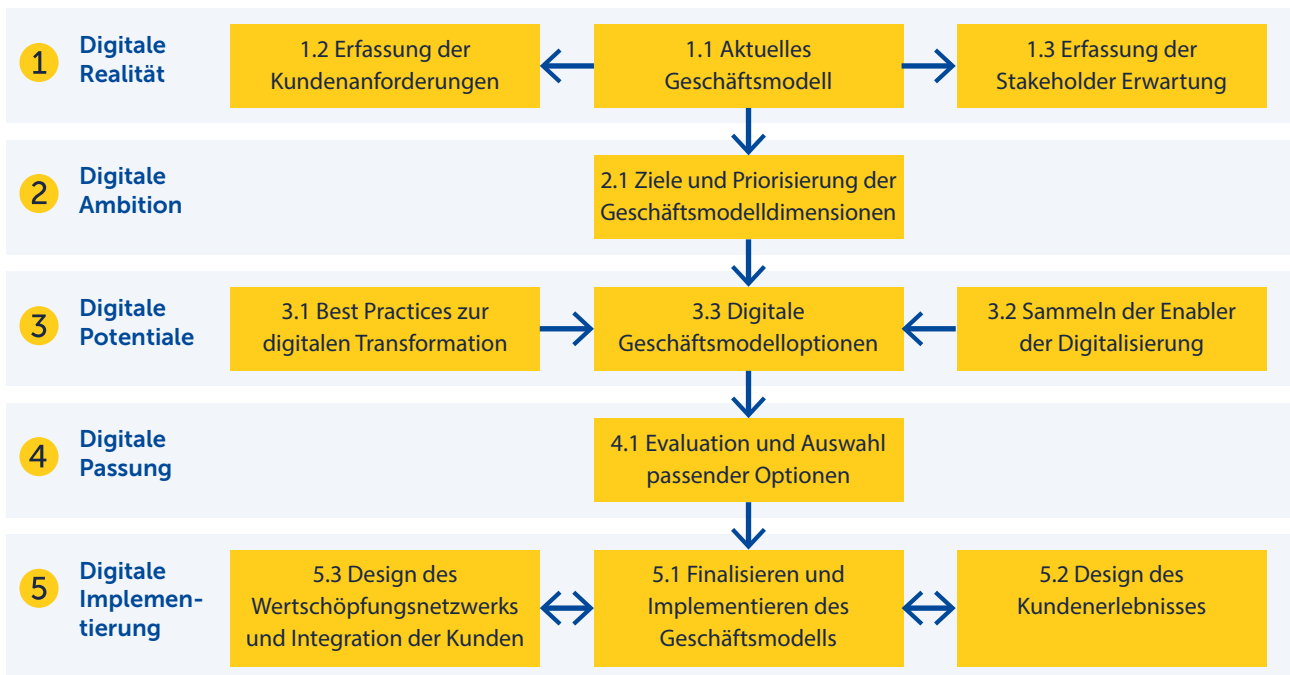 1
Digitale
Realität
1.2 Erfassung der
Kundenanforderungen
1.1 Aktuelles
Geschäftsmodell
1.3 Erfassung der
Stakeholder Erwartung
2
Digitale
Ambition
2.1 Ziele und Priorisierung der
Geschäftsmodelldimensionen
3
Digitale
Potentiale
3.1 Best Practices zur
digitalen Transformation
3.3 Digitale
Geschäftsmodelloptionen
3.2 Sammeln der Enabler
der Digitalisierung
4
Digitale
Passung
4.1 Evaluation und Auswahl
passender Optionen
5
Digitale
Implemen-
tierung
5.3 Design des
Wertschöpfungsnetzwerks
und Integration der Kunden
5.1 Finalisieren und
Implementieren des
Geschäftsmodells
5.2 Design des
Kundenerlebnisses